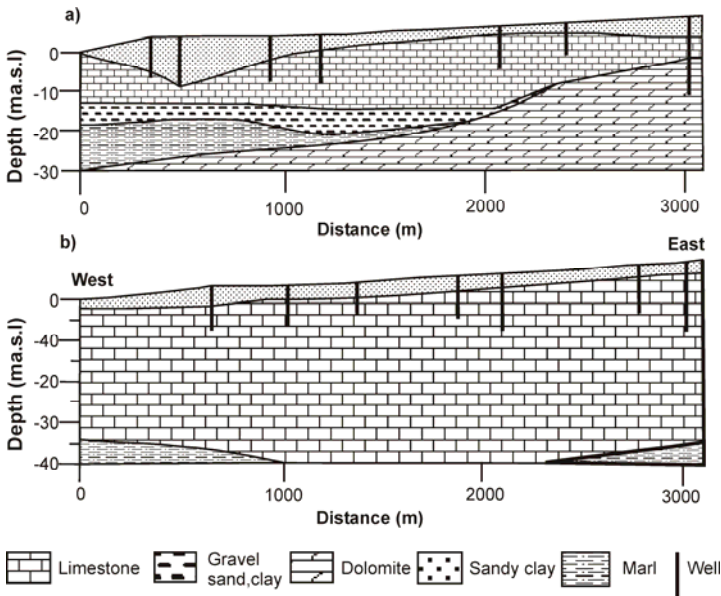 a)
0
-10
-20
-30
Depth (ma.s.l)
0 1000 2000 3000
Distance (m)
b)
West East
0
-40
-20
-30
-40
Depth (ma.s.l)
0 1000 2000 3000
Distance (m)
Limestone
Gravel
sand,clay
Dolomite
Sandy clay
Marl
Well